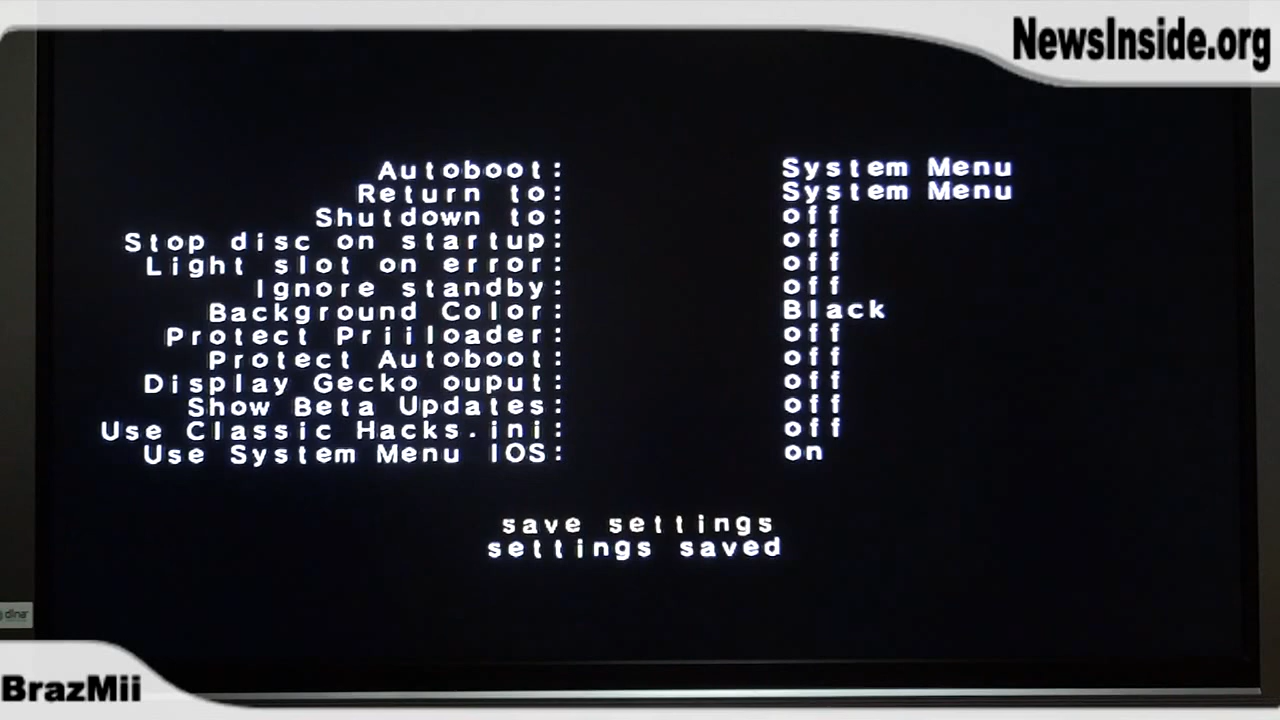 NewsInside.org
Autoboot: System Menu
Return to: System Menu
Shutdown to: off
Stop disc on startup: off
Light slot on error: off
Ignore standby: off
Background Color: Black
Protect Priiloader: off
Protect Autoboot: off
Display Gecko ouput: off
Show Beta Updates: off
Use Classic Hacks.ini: off
Use System Menu IOS: on
save settings
settings saved
dlna
BrazMii